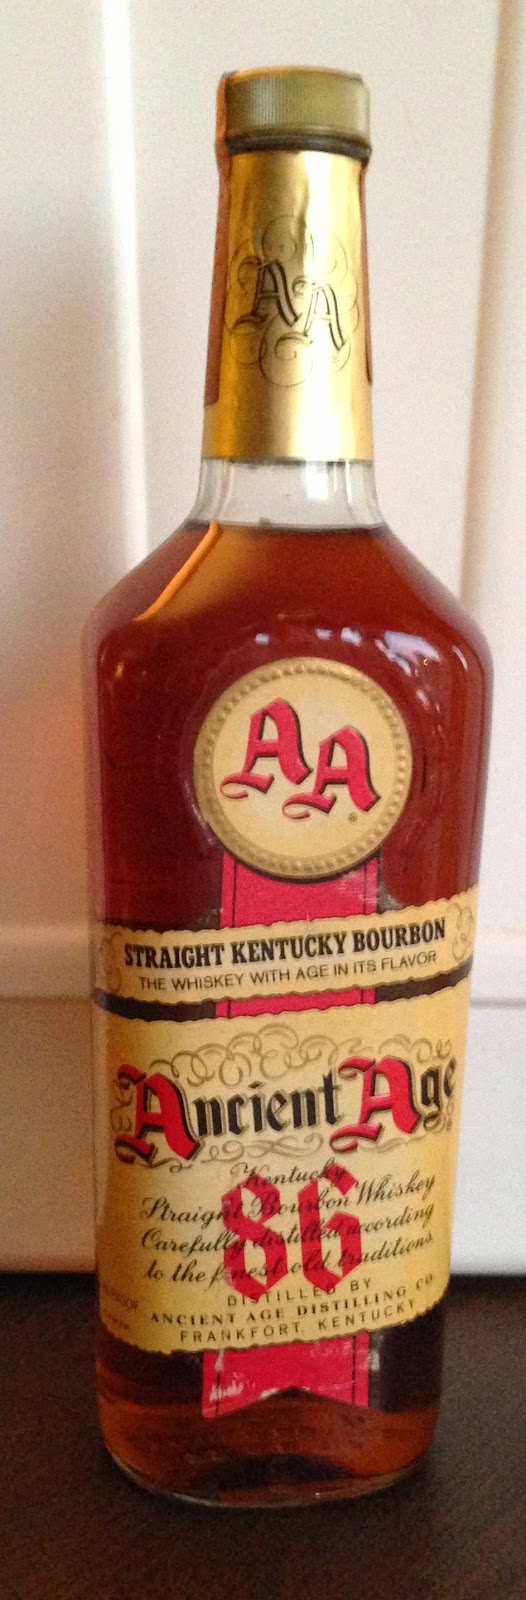 AA
AA
®
STRAIGHT KENTUCKY BOURBON
THE WHISKEY WITH AGE IN ITS FLAVOR
Ancient Age
86
Kentucky
Straight Bourbon Whiskey
Carefully distilled according
to the finest old traditions.
PROOF
DISTILLED BY
ANCIENT AGE DISTILLING CO.
FRANKFORT, KENTUCKY